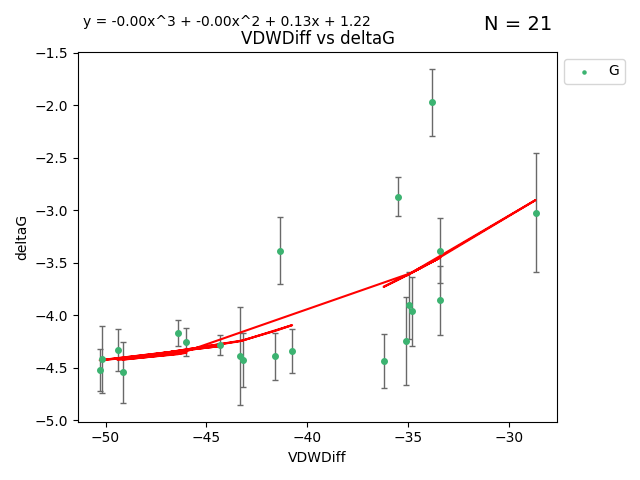 y = -0.00x^3 + -0.00x^2 + 0.13x + 1.22
N = 21
VDWDiff vs deltaG
G
−1.5
−2.0
−2.5
−3.0
−3.5
−4.0
−4.5
−5.0
deltaG
−50
−45
−40
−35
−30
VDWDiff